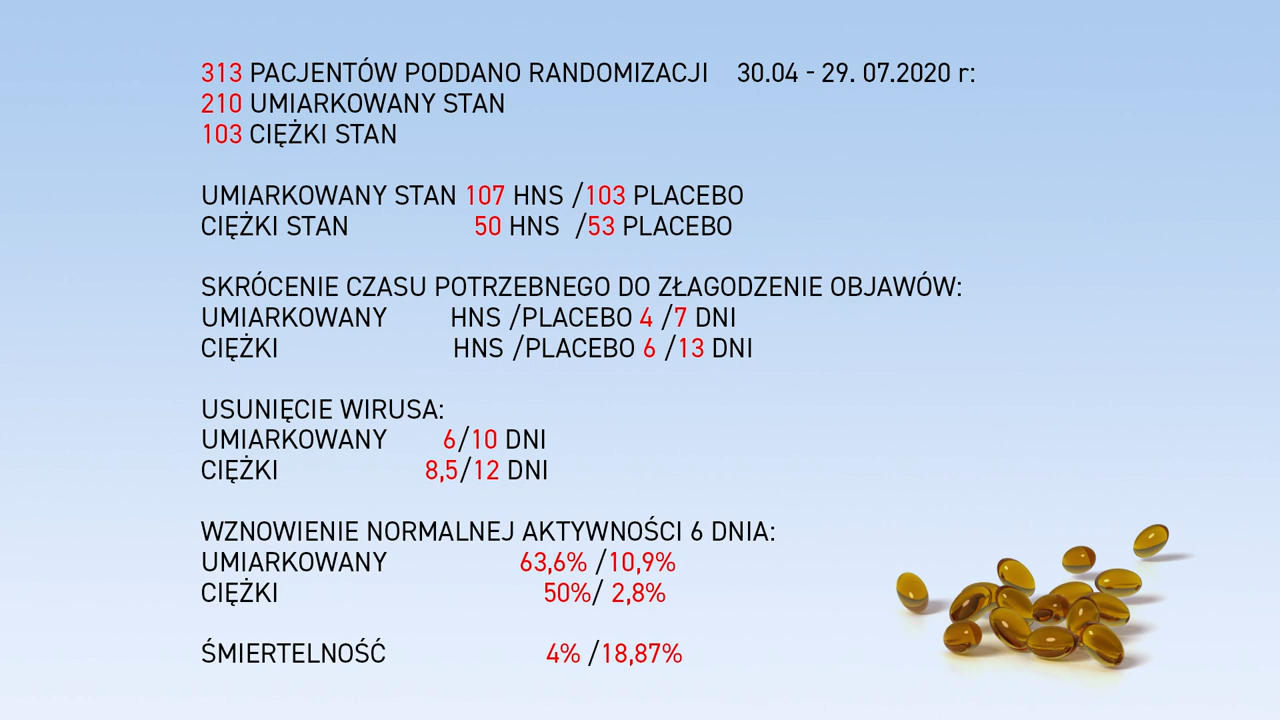 313 PACJENTÓW PODDANO RANDOMIZACJI 30.04 - 29. 07.2020 r:
210 UMIARKOWANY STAN
103 CIĘŻKI STAN
UMIARKOWANY STAN 107 HNS /103 PLACEBO
CIĘŻKI STAN 50 HNS /53 PLACEBO
SKRÓCENIE CZASU POTRZEBNEGO DO ZŁAGODZENIE OBJAWÓW:
UMIARKOWANY HNS /PLACEBO 4 /7 DNI
CIĘŻKI HNS /PLACEBO 6 /13 DNI
USUNIĘCIE WIRUSA:
UMIARKOWANY 6/10 DNI
CIĘŻKI 8,5/12 DNI
WZNOWIENIE NORMALNEJ AKTYWNOŚCI 6 DNIA:
UMIARKOWANY 63,6% /10,9%
CIĘŻKI 50%/ 2,8%
ŚMIERTELNOŚĆ 4% /18,87%